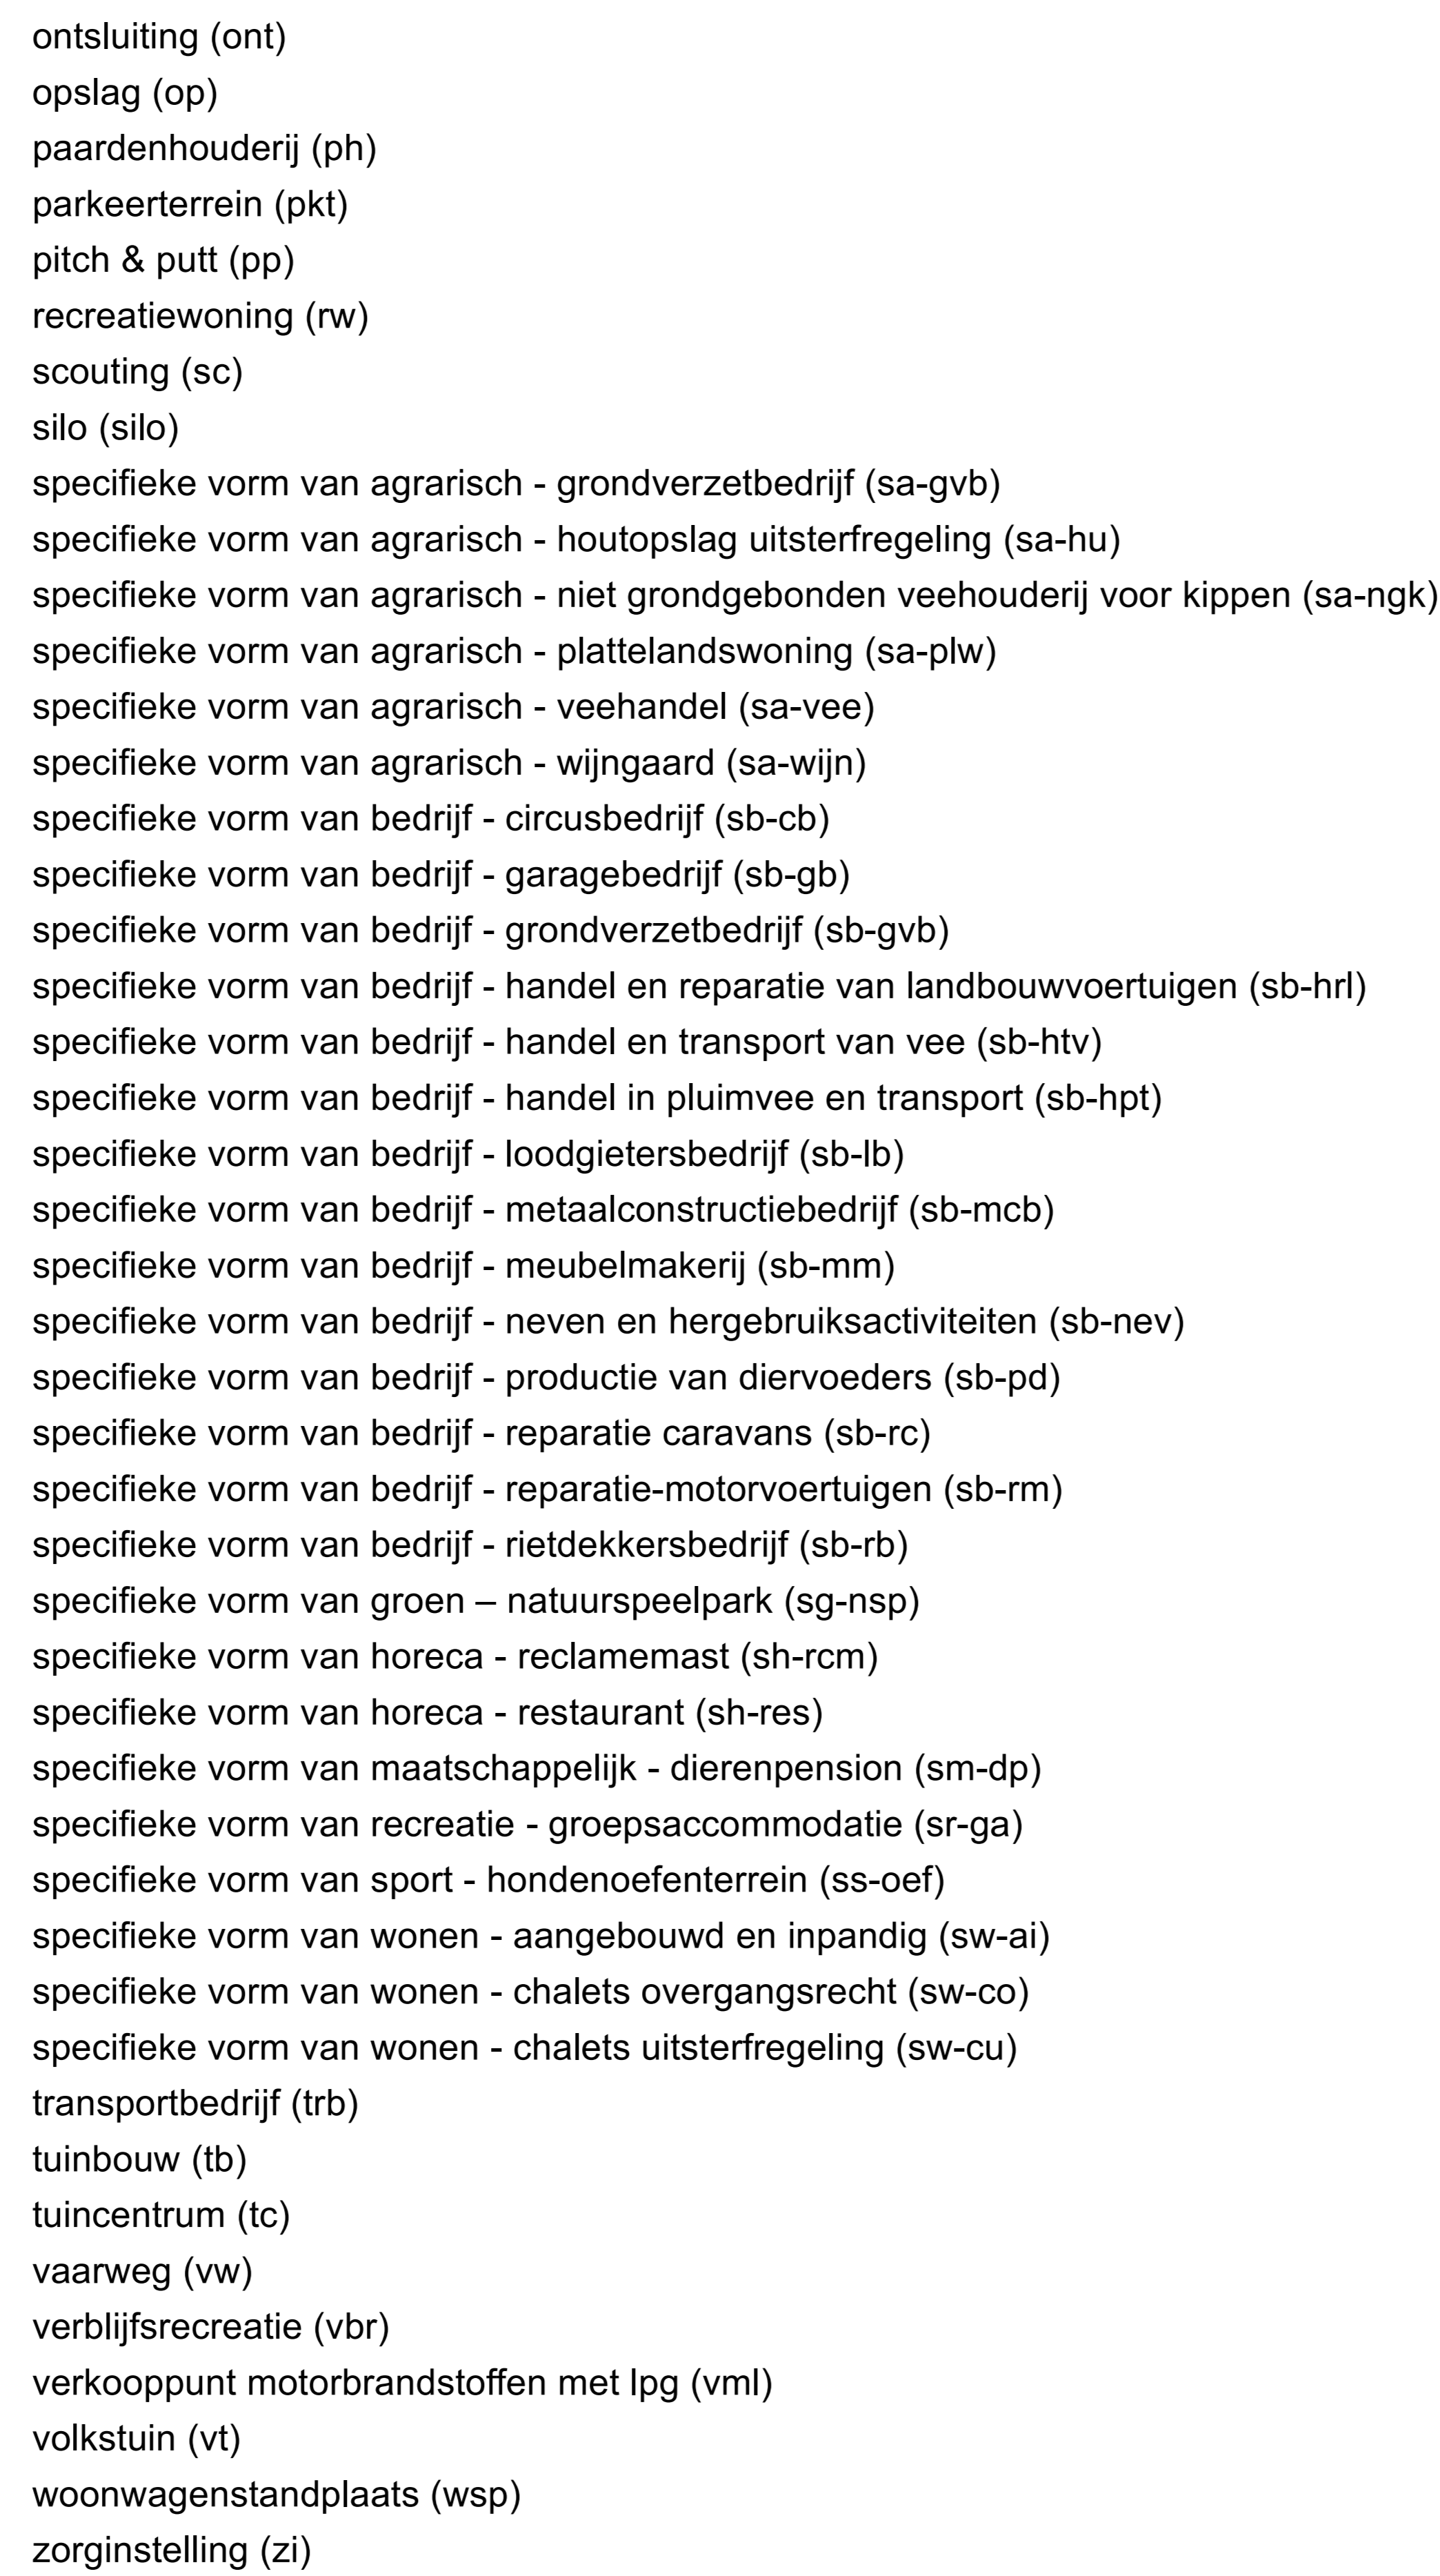 ontsluiting (ont)
opslag (op)
paardenhouderij (ph)
parkeerterrein (pkt)
pitch & putt (pp)
recreatiewoning (rw)
scouting (sc)
silo (silo)
specifieke vorm van agrarisch - grondverzetbedrijf (sa-gvb)
specifieke vorm van agrarisch - houtopslag uitsterfregeling (sa-hu)
specifieke vorm van agrarisch - niet grondgebonden veehouderij voor kippen (sa-ngk)
specifieke vorm van agrarisch - plattelandswoning (sa-plw)
specifieke vorm van agrarisch - veehandel (sa-vee)
specifieke vorm van agrarisch - wijngaard (sa-wijn)
specifieke vorm van bedrijf - circusbedrijf (sb-cb)
specifieke vorm van bedrijf - garagebedrijf (sb-gb)
specifieke vorm van bedrijf - grondverzetbedrijf (sb-gvb)
specifieke vorm van bedrijf - handel en reparatie van landbouwvoertuigen (sb-hrl)
specifieke vorm van bedrijf - handel en transport van vee (sb-htv)
specifieke vorm van bedrijf - handel in pluimvee en transport (sb-hpt)
specifieke vorm van bedrijf - loodgietersbedrijf (sb-lb)
specifieke vorm van bedrijf - metaalconstructiebedrijf (sb-mcb)
specifieke vorm van bedrijf - meubelmakerij (sb-mm)
specifieke vorm van bedrijf - neven en hergebruiksactiviteiten (sb-nev)
specifieke vorm van bedrijf - productie van diervoeders (sb-pd)
specifieke vorm van bedrijf - reparatie caravans (sb-rc)
specifieke vorm van bedrijf - reparatie-motorvoertuigen (sb-rm)
specifieke vorm van bedrijf - rietdekkersbedrijf (sb-rb)
specifieke vorm van groen – natuurspeelpark (sg-nsp)
specifieke vorm van horeca - reclamemast (sh-rcm)
specifieke vorm van horeca - restaurant (sh-res)
specifieke vorm van maatschappelijk - dierenpension (sm-dp)
specifieke vorm van recreatie - groepsaccommodatie (sr-ga)
specifieke vorm van sport - hondenoefenterrein (ss-oef)
specifieke vorm van wonen - aangebouwd en inpandig (sw-ai)
specifieke vorm van wonen - chalets overgangsrecht (sw-co)
specifieke vorm van wonen - chalets uitsterfregeling (sw-cu)
transportbedrijf (trb)
tuinbouw (tb)
tuincentrum (tc)
vaarweg (vw)
verblijfsrecreatie (vbr)
verkooppunt motorbrandstoffen met lpg (vml)
volkstuin (vt)
woonwagenstandplaats (wsp)
zorginstelling (zi)